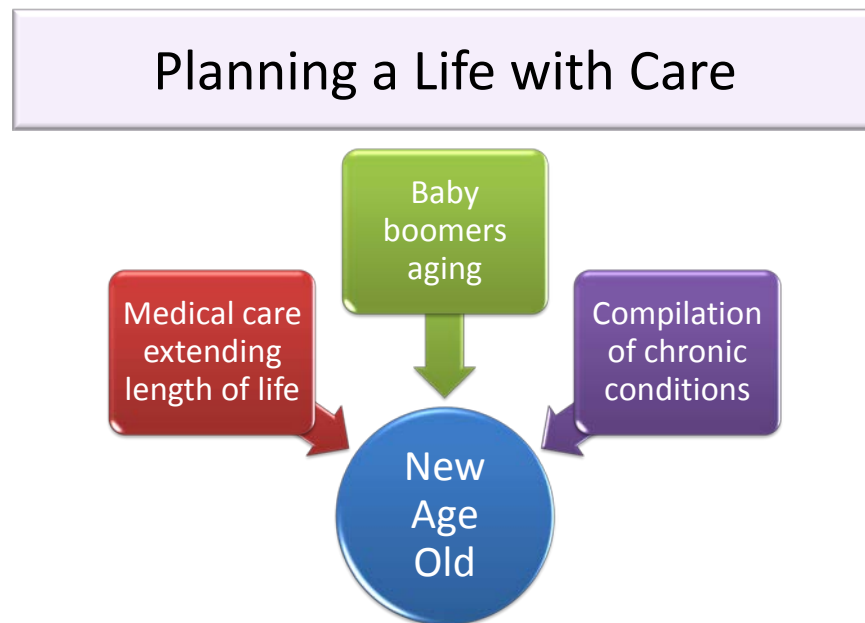 Planning a Life with Care
Baby
boomers
aging
Medical care
extending
length of life
Compilation
of chronic
conditions
New
Age
Old